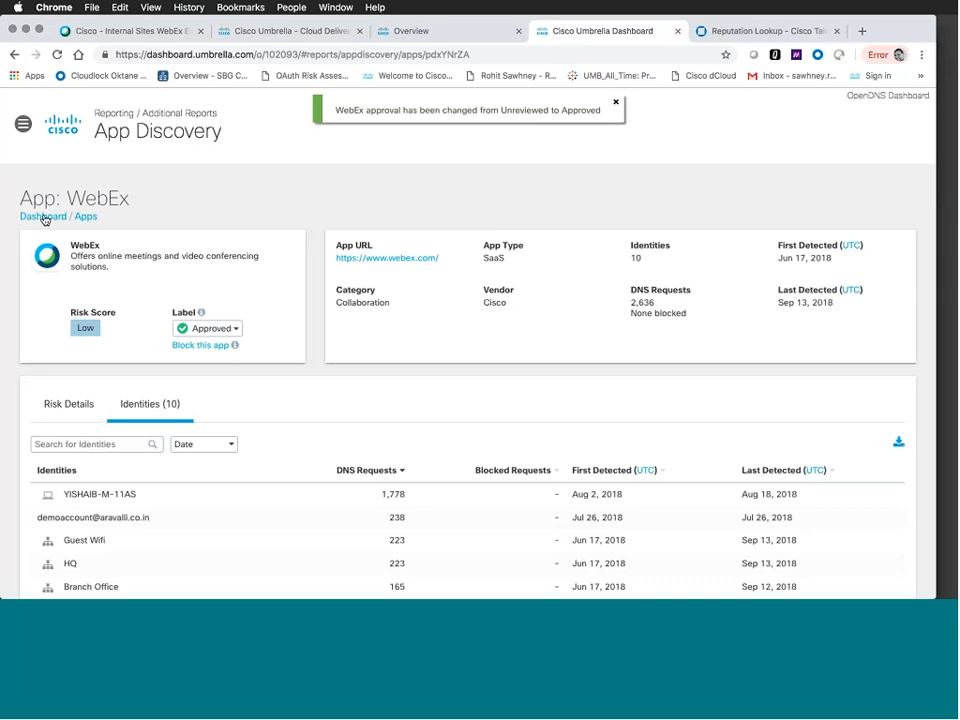 Chrome File Edit View History Bookmarks People Window Help
Cisco - Internal Sites WebEx E × Cisco Umbrella - Cloud Delive × Overview × Cisco Umbrella Dashboard × Reputation Lookup - Cisco Tal × +
https://dashboard.umbrella.com/o/102093/#reports/appdiscovery/apps/pdxYNrZA Error
Apps Cloudlock Oktane ... Overview - SBG C... OAuth Risk Asses... Welcome to Cisco... Rohit Sawhney - R... UMB_All_Time: Pr... Cisco dCloud Inbox - sawhney.r... Sign in »
OpenDNS Dashboard
WebEx approval has been changed from Unreviewed to Approved ×
Reporting / Additional Reports
CISCO
App Discovery
App: WebEx
Dashboard / Apps
WebEx
Offers online meetings and video conferencing
solutions.
Risk Score Label
Low Approved
Block this app
App URL App Type Identities First Detected (UTC)
https://www.webex.com/ SaaS 10 Jun 17, 2018
Category Vendor DNS Requests Last Detected (UTC)
Collaboration Cisco 2,636 Sep 13, 2018
None blocked
Risk Details Identities (10)
Search for Identities Date
Identities DNS Requests Blocked Requests First Detected (UTC) Last Detected (UTC)
YISHAIB-M-11AS 1,778 - Aug 2, 2018 Aug 18, 2018
demoaccount@aravalli.co.in 238 - Jul 26, 2018 Jul 26, 2018
Guest Wifi 223 - Jun 17, 2018 Sep 13, 2018
HQ 223 - Jun 17, 2018 Sep 13, 2018
Branch Office 165 - Jun 17, 2018 Sep 12, 2018